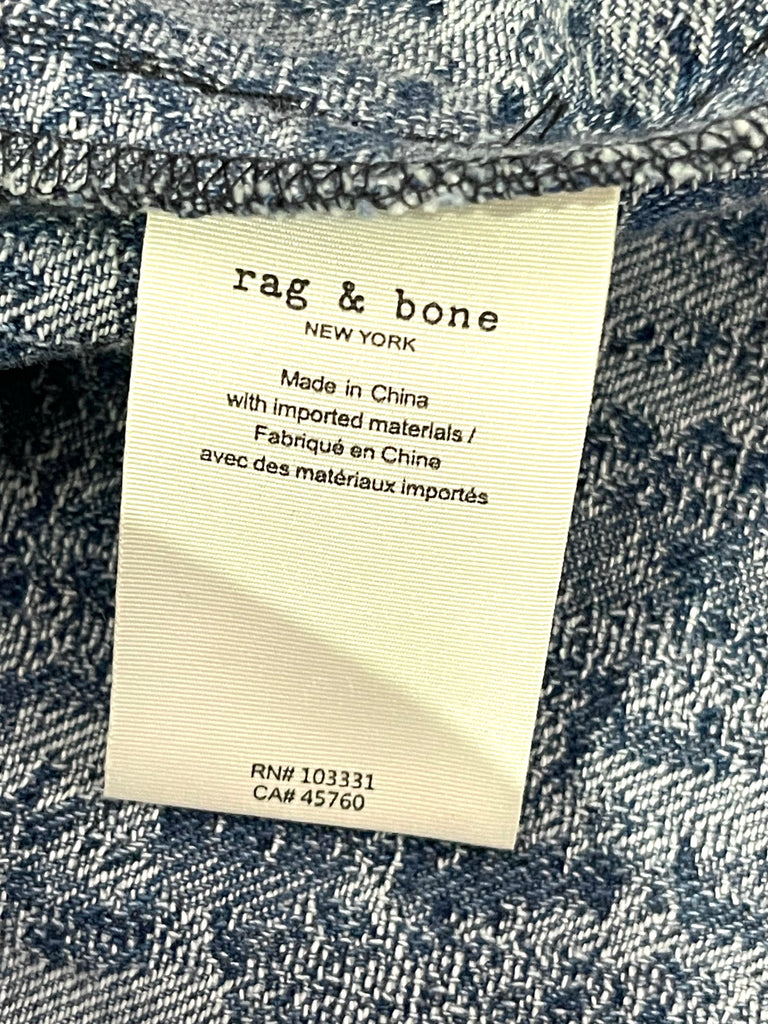 rag & bone
NEW YORK
Made in China
with imported materials /
Fabriqué en Chine
avec des matériaux importés
RN# 103331
CA# 45760